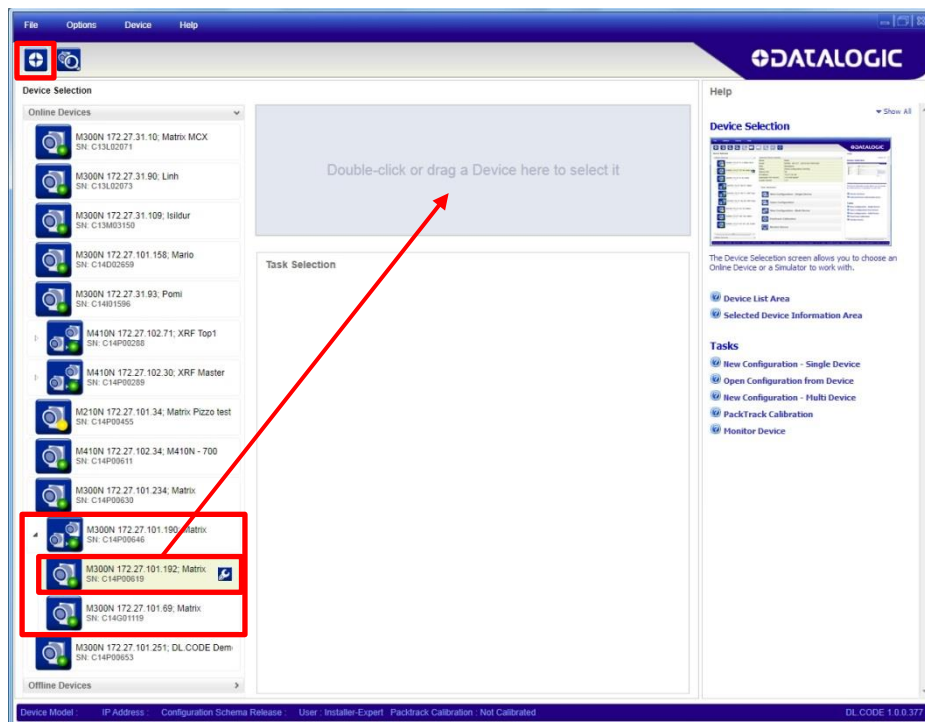 File Options Device Help
DATALOGIC
Device Selection
Online Devices
M300N 172.27.31.10; Matrix MCX
SN: C13L02071
M300N 172.27.31.90; Linh
SN: C13L02073
M300N 172.27.31.109; Isildur
SN: C13M03150
M300N 172.27.101.158; Mario
SN: C14D02659
M300N 172.27.31.93; Pomi
SN: C14I01596
M410N 172.27.102.71; XRF Top1
SN: C14P00288
M410N 172.27.102.30; XRF Master
SN: C14P00289
M210N 172.27.101.34; Matrix Pizzo test
SN: C14P00455
M410N 172.27.102.34; M410N - 700
SN: C14P00611
M300N 172.27.101.234; Matrix
SN: C14P00630
M300N 172.27.101.190; Matrix
SN: C14P00646
M300N 172.27.101.192; Matrix
SN: C14P00619
M300N 172.27.101.69; Matrix
SN: C14G01119
M300N 172.27.101.251; DL.CODE Dem
SN: C14P00653
Offline Devices
Double-click or drag a Device here to select it
Task Selection
Help
Show All
Device Selection
The Device Selecetion screen allows you to choose an
Online Device or a Simulator to work with.
Device List Area
Selected Device Information Area
Tasks
New Configuration - Single Device
Open Configuration from Device
New Configuration - Multi Device
PackTrack Calibration
Monitor Device
Device Model : IP Address : Configuration Schema Release : User : Installer-Expert Packtrack Calibration : Not Calibrated DL.CODE 1.0.0.377